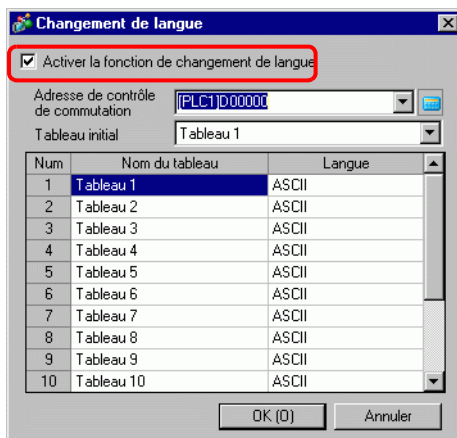 Changement de langue
Activer la fonction de changement de langue
Adresse de contrôle
de commutation
[PLC1]D00000
Tableau initial
Tableau 1
Num Nom du tableau Langue
1 Tableau 1 ASCII
2 Tableau 2 ASCII
3 Tableau 3 ASCII
4 Tableau 4 ASCII
5 Tableau 5 ASCII
6 Tableau 6 ASCII
7 Tableau 7 ASCII
8 Tableau 8 ASCII
9 Tableau 9 ASCII
10 Tableau 10 ASCII
OK (O) Annuler